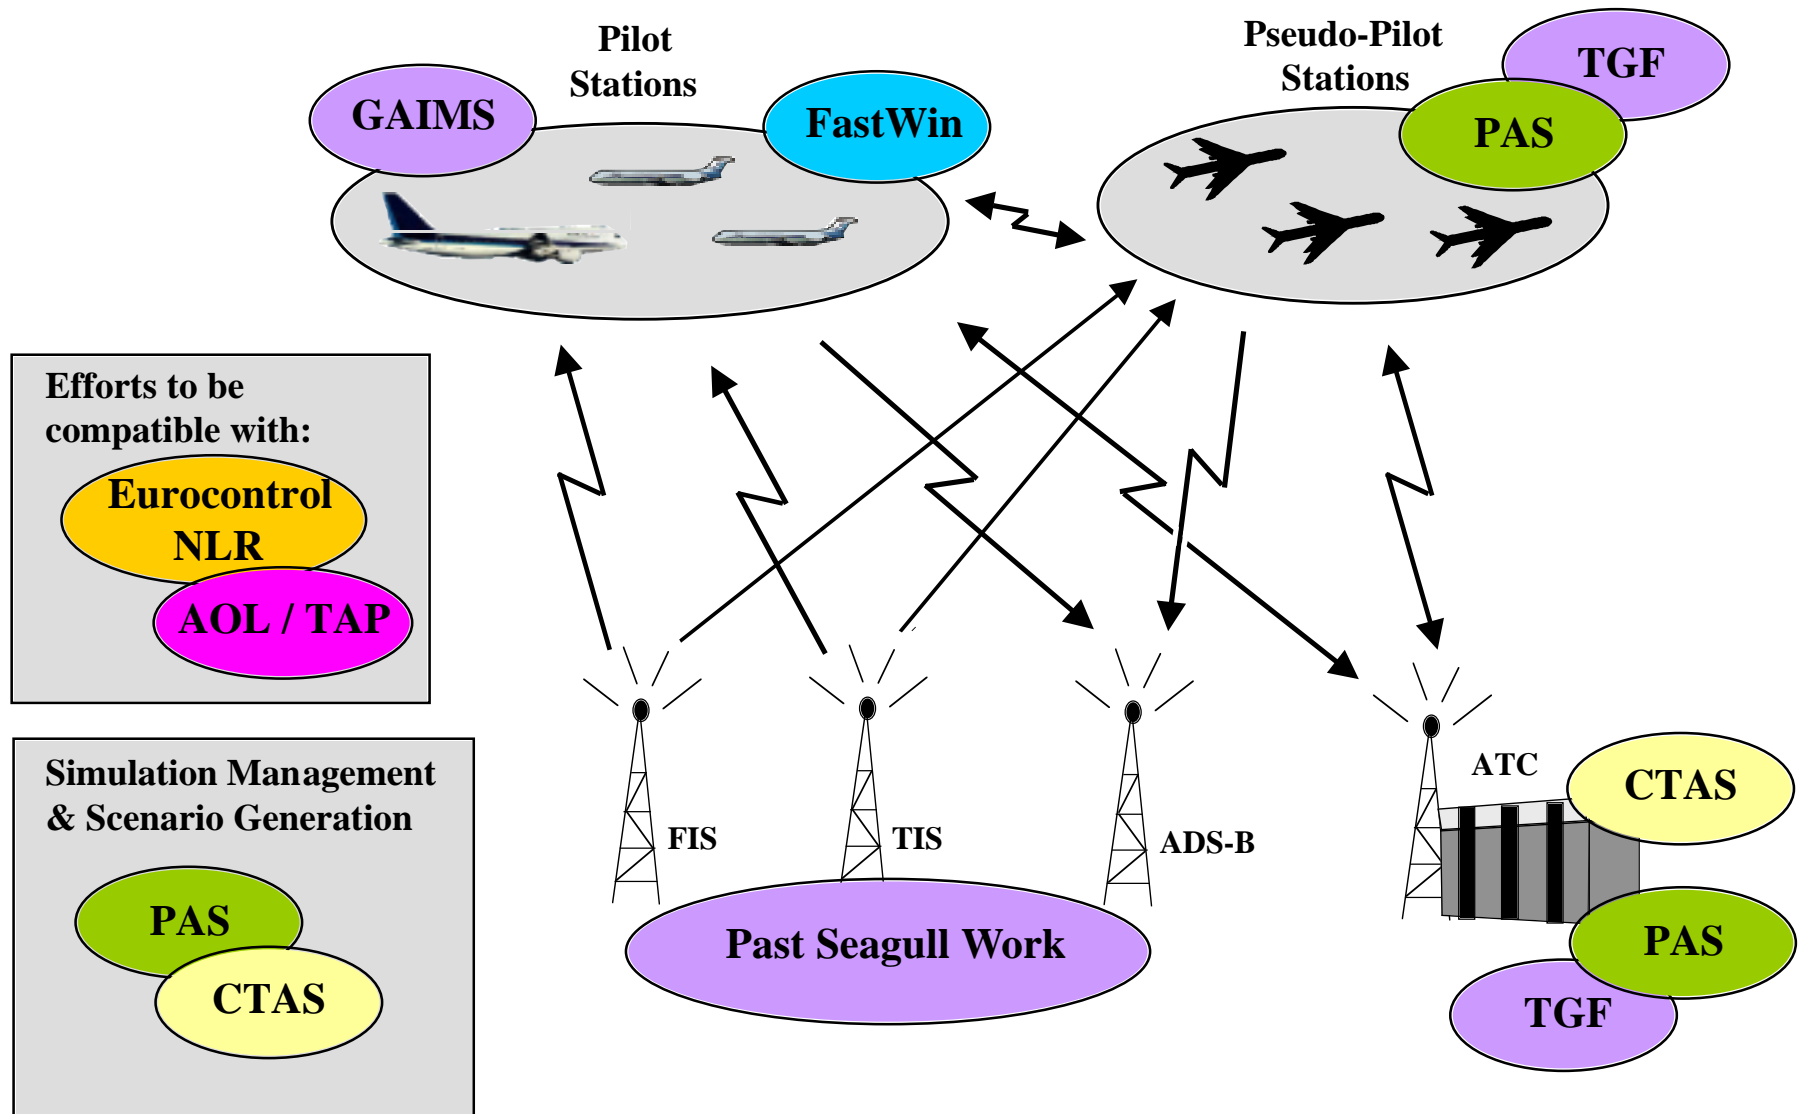 Pilot
Stations
GAIMS
FastWin
Pseudo-Pilot
Stations
TGF
PAS
Efforts to be
compatible with:
Eurocontrol
NLR
AOL / TAP
Simulation Management
& Scenario Generation
PAS
CTAS
FIS
TIS
ADS-B
Past Seagull Work
ATC
CTAS
PAS
TGF